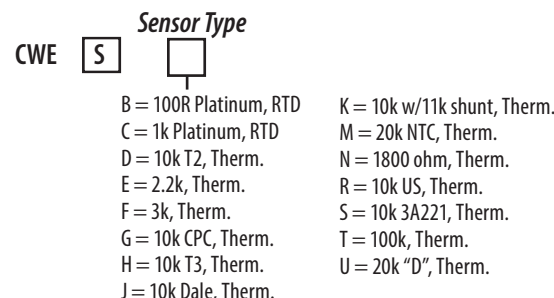 Sensor Type
CWE S
B = 100R Platinum, RTD
C = 1k Platinum, RTD
D = 10k T2, Therm.
E = 2.2k, Therm.
F = 3k, Therm.
G = 10k CPC, Therm.
H = 10k T3, Therm.
J = 10k Dale, Therm.
K = 10k w/11k shunt, Therm.
M = 20k NTC, Therm.
N = 1800 ohm, Therm.
R = 10k US, Therm.
S = 10k 3A221, Therm.
T = 100k, Therm.
U = 20k “D”, Therm.